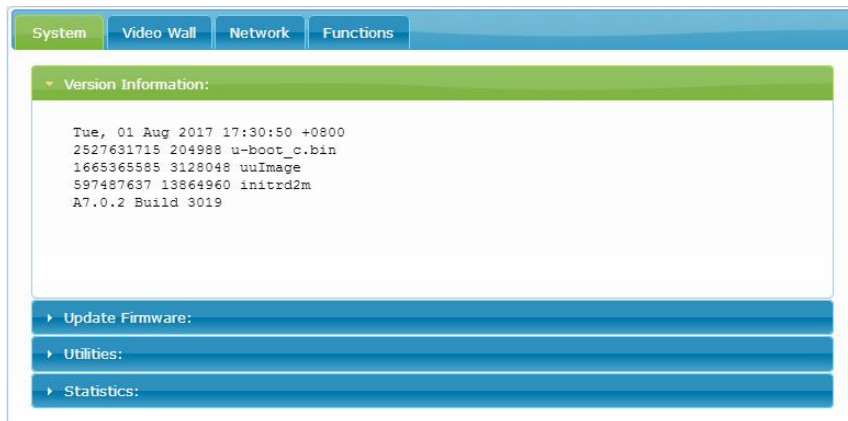 System
Video Wall
Network
Functions
Version Information:
Tue, 01 Aug 2017 17:30:50 +0800
2527631715 204988 u-boot_c.bin
1665365585 3128048 uuImage
597487637 13864960 initrd2m
A7.0.2 Build 3019
Update Firmware:
Utilities:
Statistics: